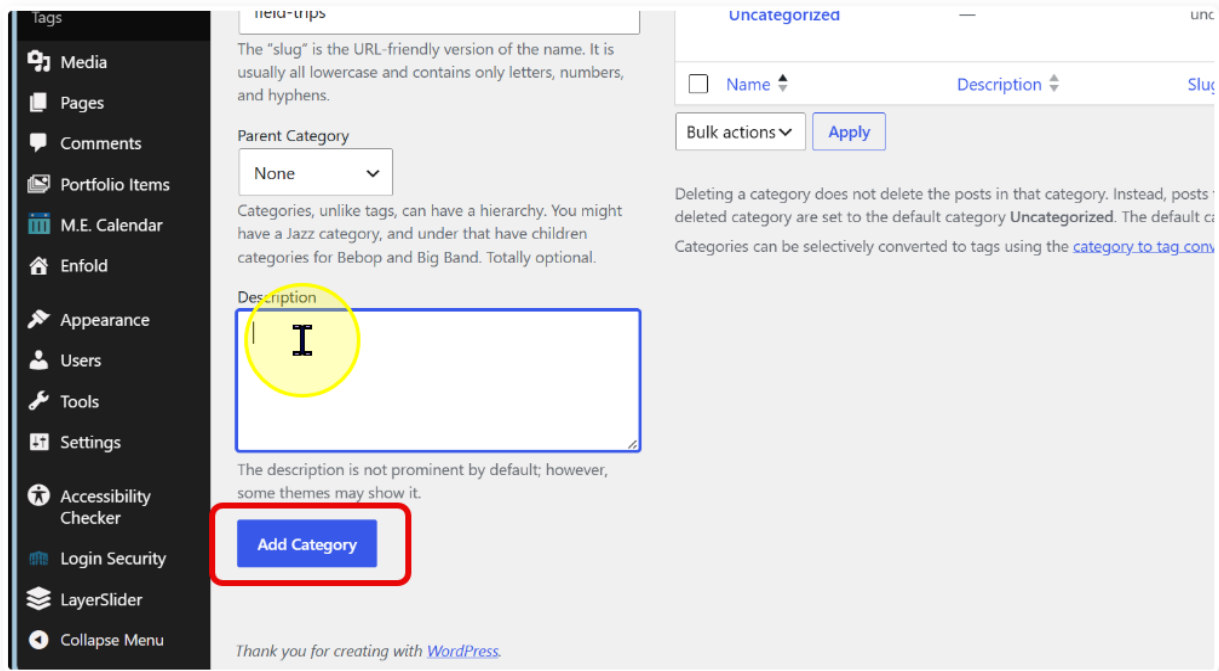 Tags
Media
Pages
Comments
Portfolio Items
M.E. Calendar
Enfold
Appearance
Users
Tools
Settings
Accessibility
Checker
Login Security
LayerSlider
Collapse Menu
field-trips
The “slug” is the URL-friendly version of the name. It is
usually all lowercase and contains only letters, numbers,
and hyphens.
Parent Category
None
Categories, unlike tags, can have a hierarchy. You might
have a Jazz category, and under that have children
categories for Bebop and Big Band. Totally optional.
Description
The description is not prominent by default; however,
some themes may show it.
Add Category
Thank you for creating with WordPress.
Uncategorized — unc
Name Description Slug
Bulk actions Apply
Deleting a category does not delete the posts in that category. Instead, posts
deleted category are set to the default category Uncategorized. The default ca
Categories can be selectively converted to tags using the category to tag conv